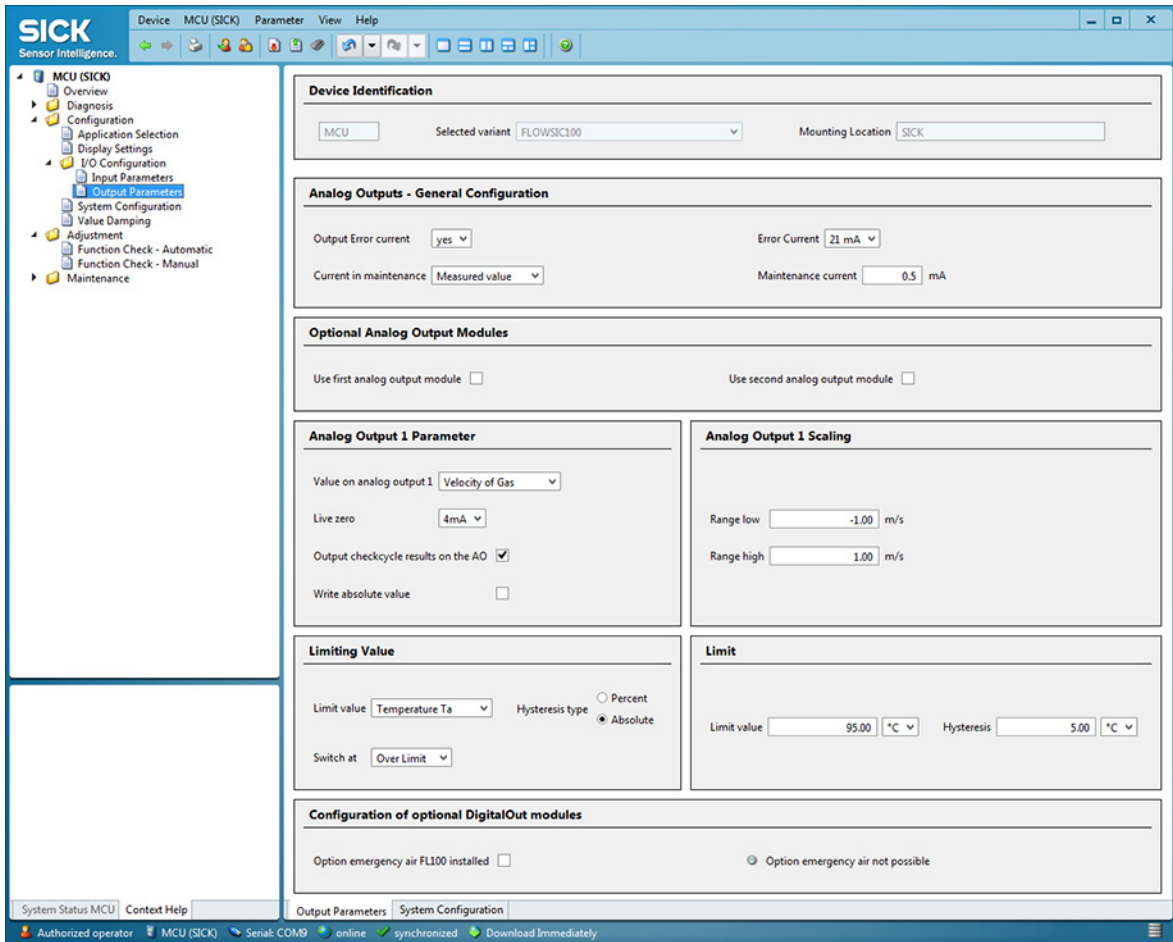 SICK
Sensor Intelligence.
Device MCU (SICK) Parameter View Help
MCU (SICK)
Overview
Diagnosis
Configuration
Application Selection
Display Settings
I/O Configuration
Input Parameters
Output Parameters
System Configuration
Value Damping
Adjustment
Function Check - Automatic
Function Check - Manual
Maintenance
Device Identification
MCU Selected variant FLOWSIC100 Mounting Location SICK
Analog Outputs - General Configuration
Output Error current yes Error Current 21 mA
Current in maintenance Measured value Maintenance current 0.5 mA
Optional Analog Output Modules
Use first analog output module Use second analog output module
Analog Output 1 Parameter
Value on analog output 1 Velocity of Gas
Live zero 4mA
Output checkcycle results on the AO
Write absolute value
Analog Output 1 Scaling
Range low -1.00 m/s
Range high 1.00 m/s
Limiting Value
Limit value Temperature Ta Hysteresis type Percent
Absolute
Switch at Over Limit
Limit
Limit value 95.00 °C Hysteresis 5.00 °C
Configuration of optional DigitalOut modules
Option emergency air FL100 installed Option emergency air not possible
System Status MCU Context Help
Output Parameters System Configuration
Authorized operator MCU (SICK) Serial: COM9 online synchronized Download Immediately